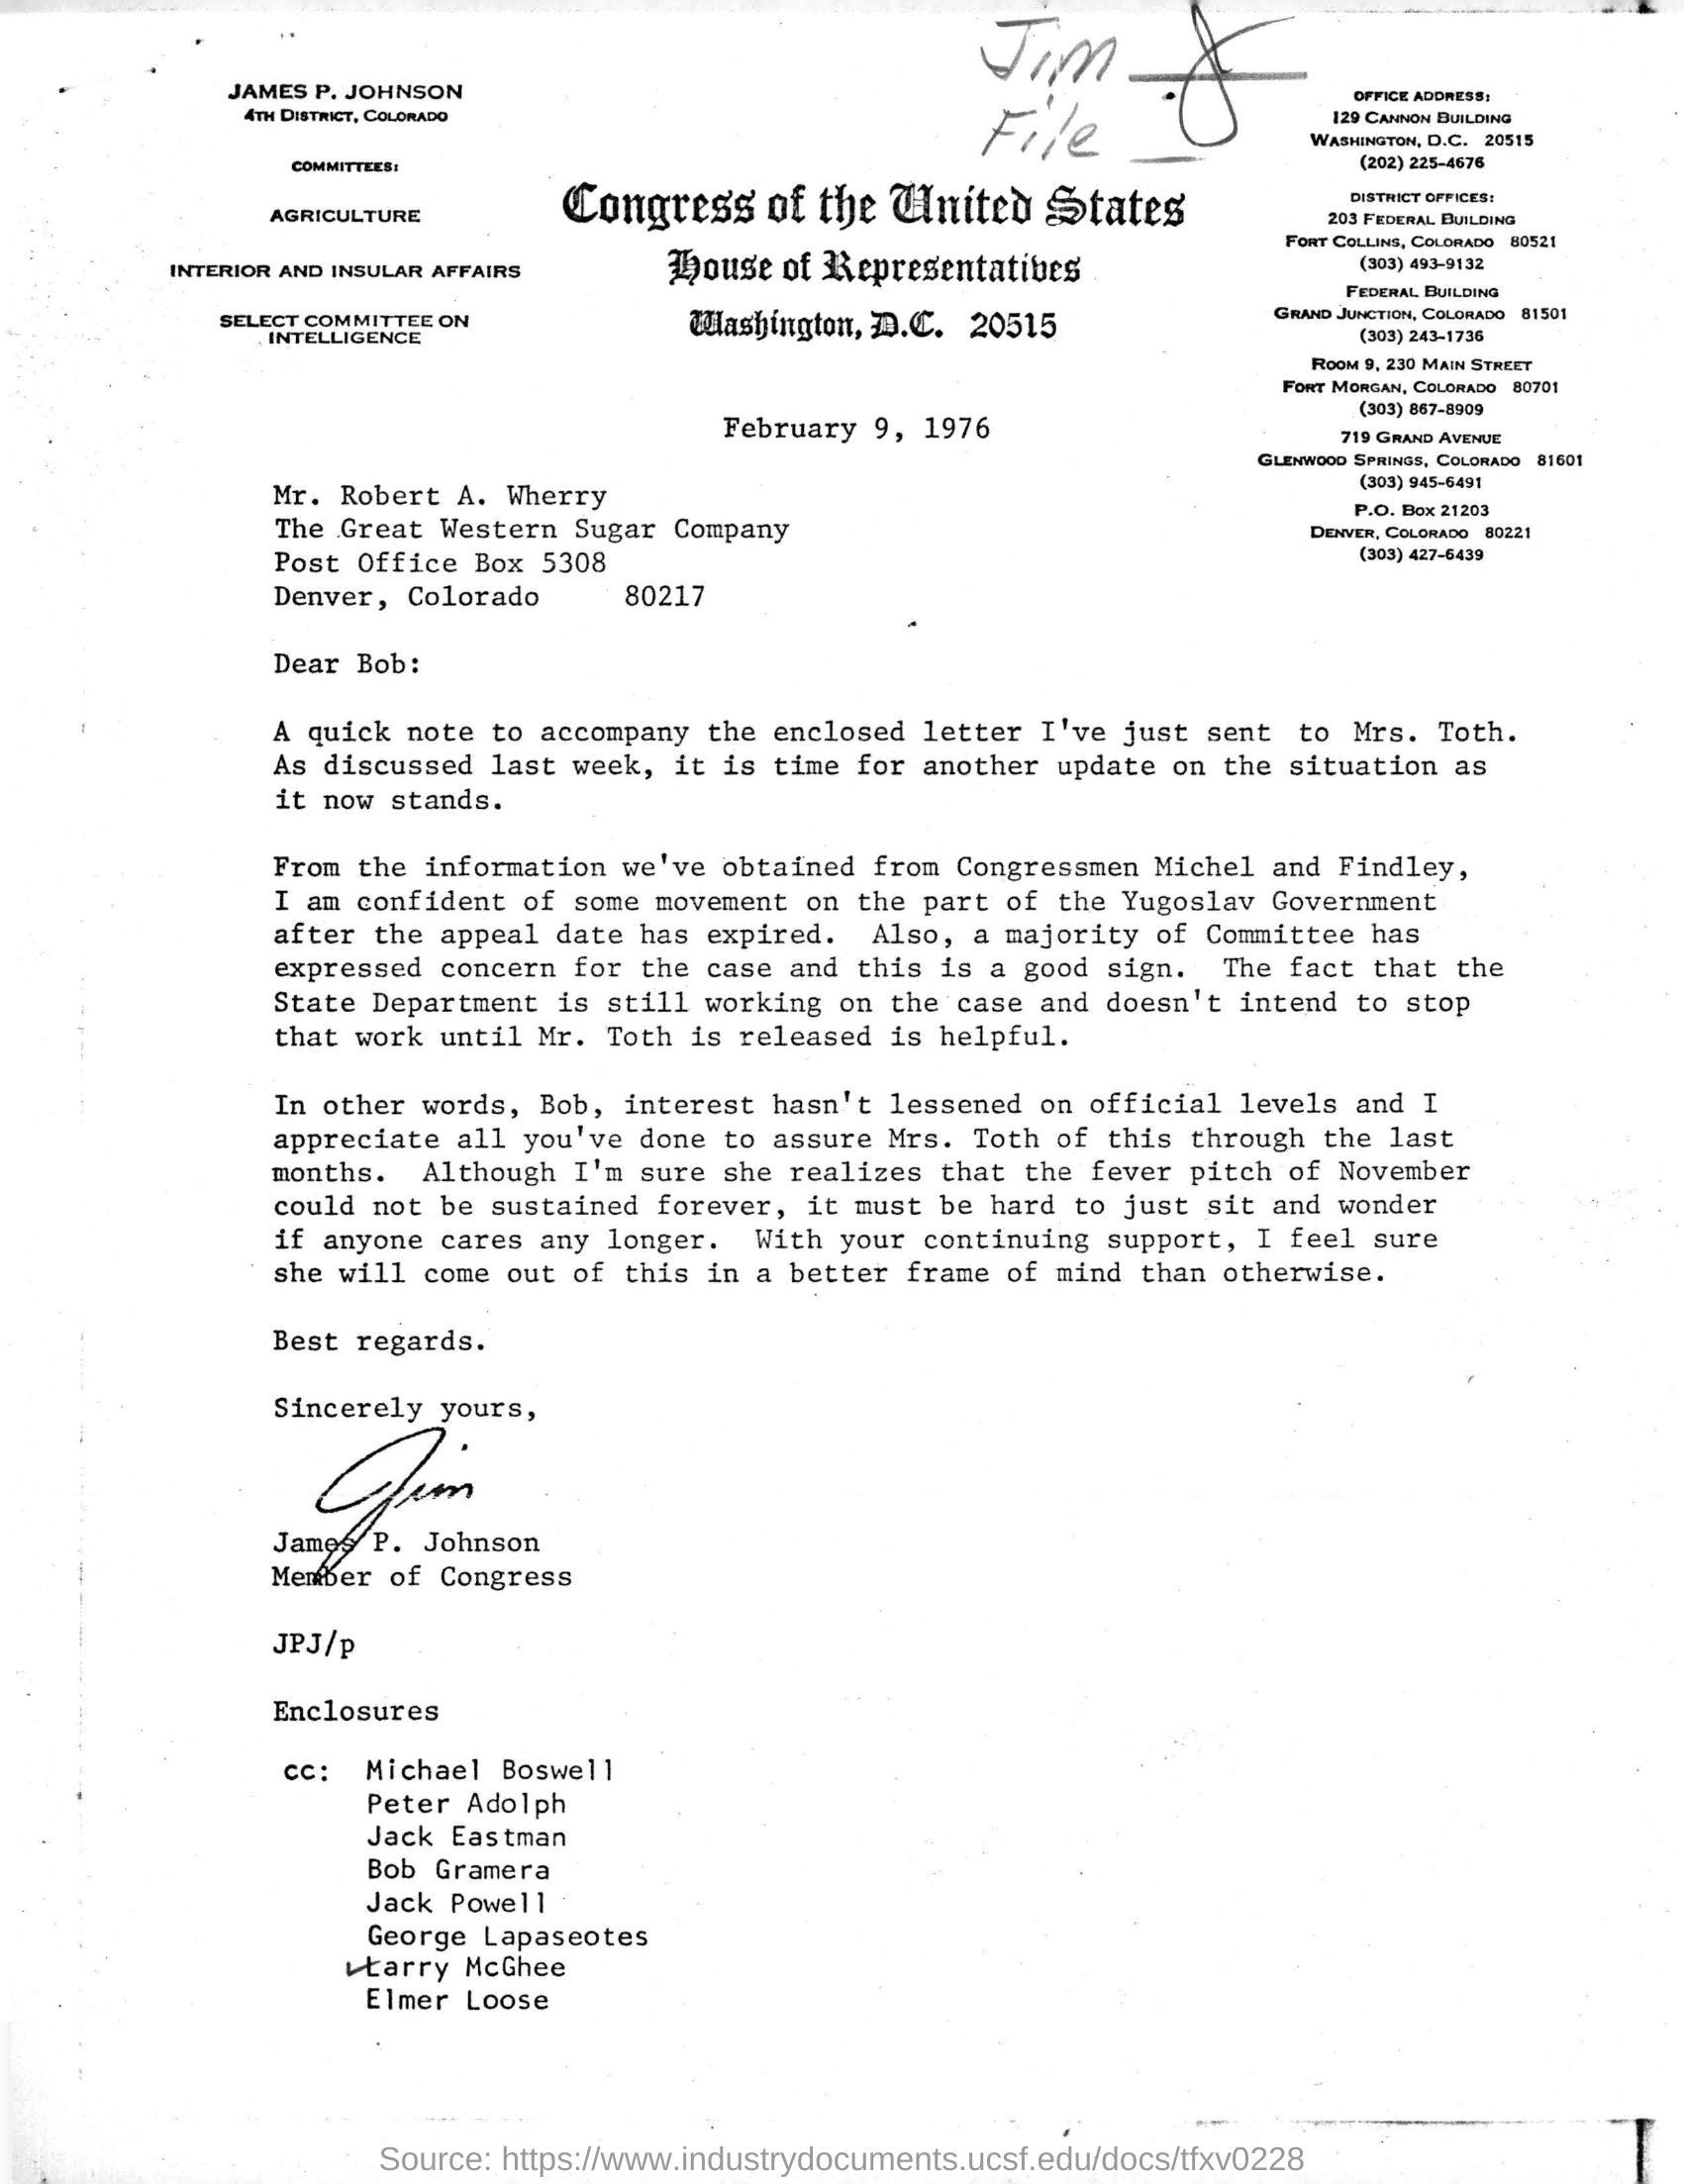 Jim J
File
JAMES P. JOHNSON
4TH DISTRICT, COLORADO
COMMITTEES:
AGRICULTURE
INTERIOR AND INSULAR AFFAIRS
SELECT COMMITTEE ON
INTELLIGENCE
Congress of the United States
House of Representatives
Washington, D.C. 20515
OFFICE ADDRESS:
129 CANNON BUILDING
WASHINGTON, D.C. 20515
(202) 225-4676
DISTRICT OFFICES:
203 FEDERAL BUILDING
FORT COLLINS, COLORADO 80521
(303) 493-9132
FEDERAL BUILDING
GRAND JUNCTION, COLORADO 81501
(303) 243-1736
ROOM 9, 230 MAIN STREET
FORT MORGAN, COLORADO 80701
(303) 867-8909
719 GRAND AVENUE
GLENWOOD SPRINGS, COLORADO 81601
(303) 945-6491
P.O. BOX 21203
DENVER, COLORADO 80221
(303) 427-6439
February 9, 1976
Mr. Robert A. Wherry
The Great Western Sugar Company
Post Office Box 5308
Denver, Colorado 80217
Dear Bob:
A quick note to accompany the enclosed letter I've just sent to Mrs. Toth.
As discussed last week, it is time for another update on the situation as
it now stands.
From the information we've obtained from Congressmen Michel and Findley,
I am confident of some movement on the part of the Yugoslav Government
after the appeal date has expired. Also, a majority of Committee has
expressed concern for the case and this is a good sign. The fact that the
State Department is still working on the case and doesn't intend to stop
that work until Mr. Toth is released is helpful.
In other words, Bob, interest hasn't lessened on official levels and I
appreciate all you've done to assure Mrs. Toth of this through the last
months. Although I'm sure she realizes that the fever pitch of November
could not be sustained forever, it must be hard to just sit and wonder
if anyone cares any longer. With your continuing support, I feel sure
she will come out of this in a better frame of mind than otherwise.
Best regards.
Sincerely yours,
Jim
James P. Johnson
Member of Congress
JPJ/p
Enclosures
cc: Michael Boswell
Peter Adolph
Jack Eastman
Bob Gramera
Jack Powell
George Lapaseotes
Larry McGhee
Elmer Loose
Source: https://www.industrydocuments.ucsf.edu/docs/tfxv0228